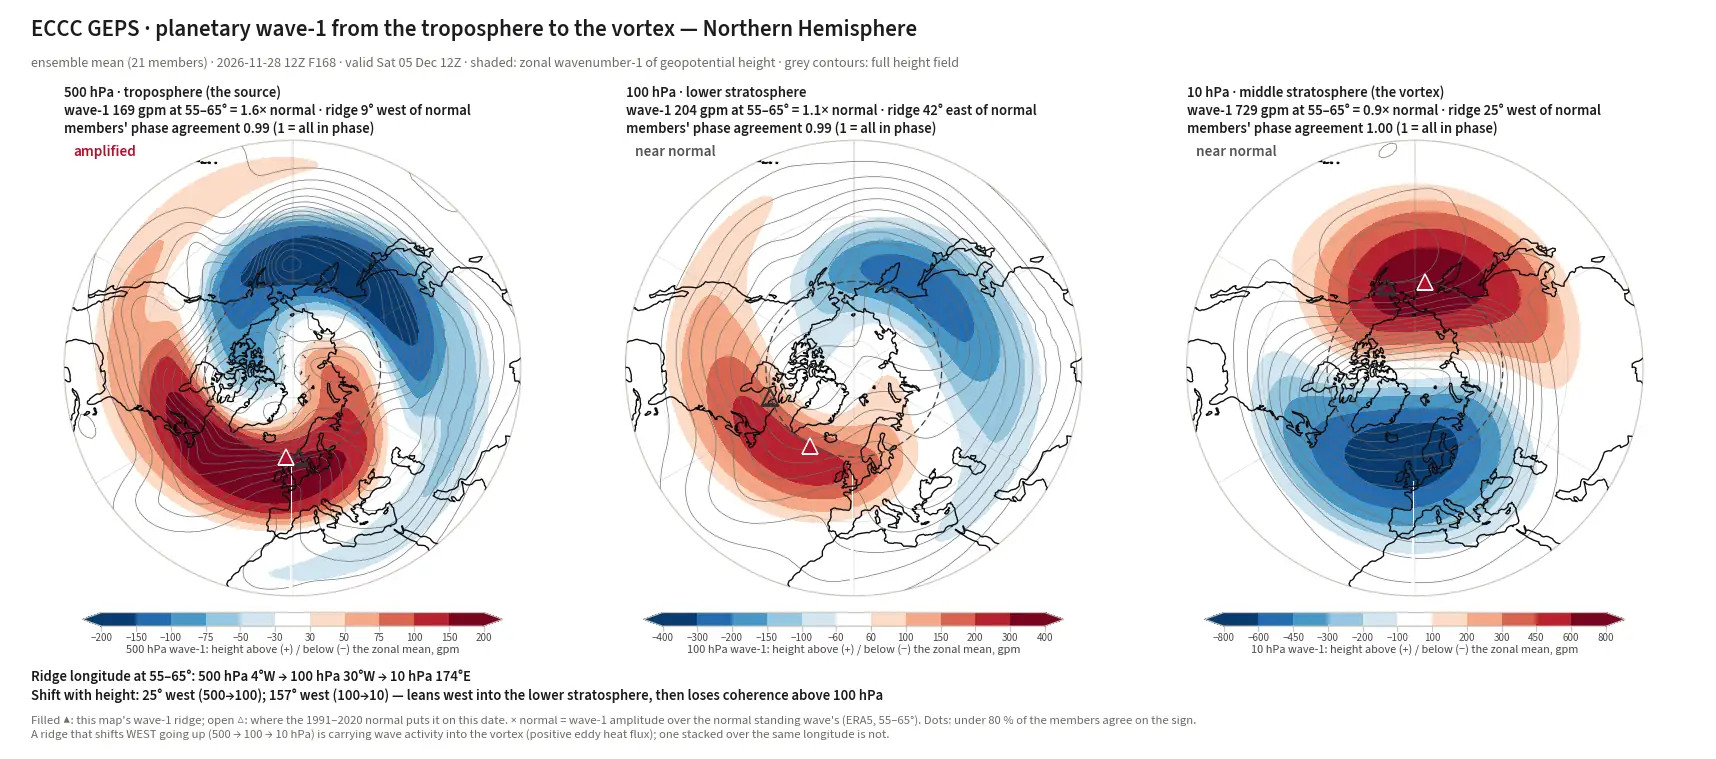 ECCC GEPS · planetary wave-1 from the troposphere to the vortex — Northern Hemisphere
ensemble mean (21 members) · 2026-11-28 12Z F168 · valid Sat 05 Dec 12Z · shaded: zonal wavenumber-1 of geopotential height · grey contours: full height field
500 hPa · troposphere (the source)
wave-1 169 gpm at 55–65° = 1.6× normal · ridge 9° west of normal
members' phase agreement 0.99 (1 = all in phase)
amplified
100 hPa · lower stratosphere
wave-1 204 gpm at 55–65° = 1.1× normal · ridge 42° east of normal
members' phase agreement 0.99 (1 = all in phase)
near normal
10 hPa · middle stratosphere (the vortex)
wave-1 729 gpm at 55–65° = 0.9× normal · ridge 25° west of normal
members' phase agreement 1.00 (1 = all in phase)
near normal
−200 −150 −100 −75 −50 −30 30 50 75 100 150 200
500 hPa wave-1: height above (+) / below (−) the zonal mean, gpm
−400 −300 −200 −150 −100 −60 60 100 150 200 300 400
100 hPa wave-1: height above (+) / below (−) the zonal mean, gpm
−800 −600 −450 −300 −200 −100 100 200 300 450 600 800
10 hPa wave-1: height above (+) / below (−) the zonal mean, gpm
Ridge longitude at 55–65°: 500 hPa 4°W → 100 hPa 30°W → 10 hPa 174°E
Shift with height: 25° west (500→100); 157° west (100→10) — leans west into the lower stratosphere, then loses coherence above 100 hPa
Filled ▲: this map's wave-1 ridge; open △: where the 1991–2020 normal puts it on this date. × normal = wave-1 amplitude over the normal standing wave's (ERA5, 55–65°). Dots: under 80 % of the members agree on the sign.
A ridge that shifts WEST going up (500 → 100 → 10 hPa) is carrying wave activity into the vortex (positive eddy heat flux); one stacked over the same longitude is not.